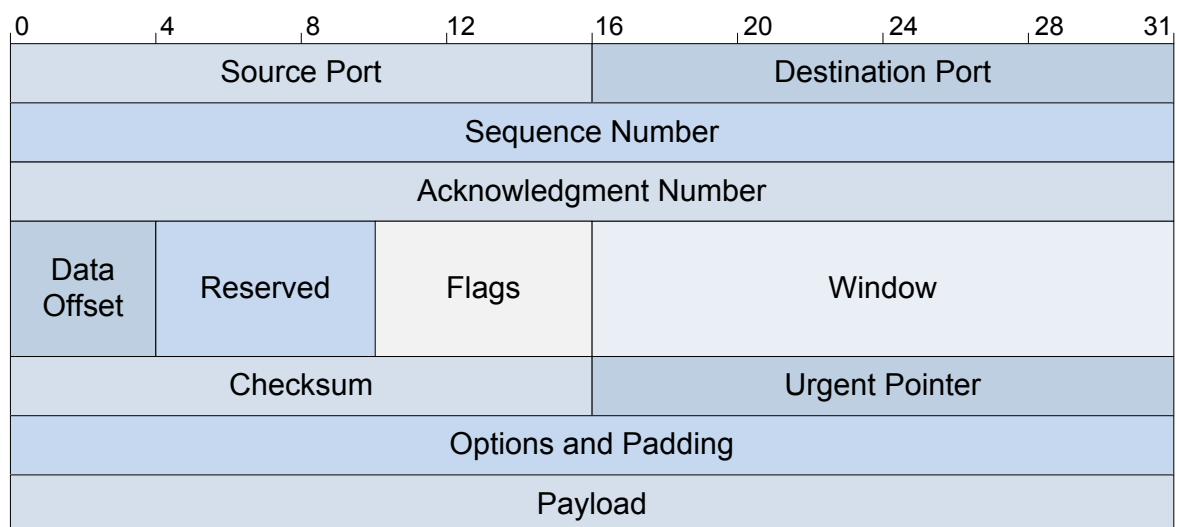 0 4 8 12 16 20 24 28 31
Source Port Destination Port
Sequence Number
Acknowledgment Number
Data
Offset
Reserved
Flags
Window
Checksum Urgent Pointer
Options and Padding
Payload